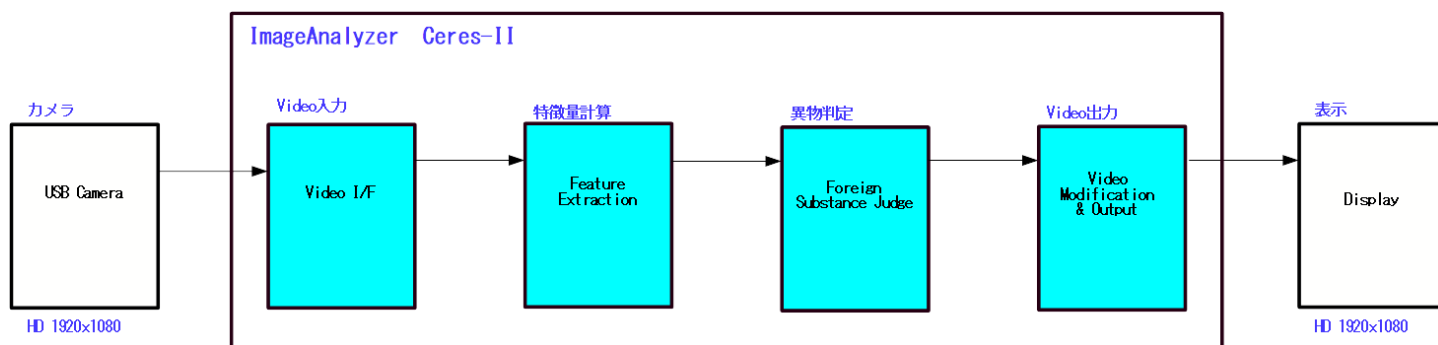 ImageAnalyzer Ceres-II
カメラ
Video入力
特徴量計算
異物判定
Video出力
表示
USB Camera
Video I/F
Feature
Extraction
Foreign
Substance Judge
Video
Modification
& Output
Display
HD 1920x1080
HD 1920x1080